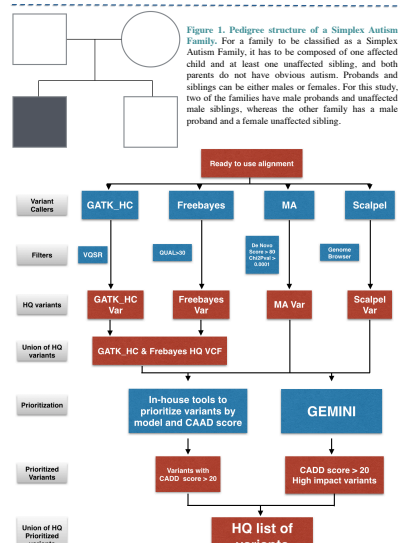 Figure 1. Pedigree structure of a Simplex Autism
Family. For a family to be classified as a Simplex
Autism Family, it has to be composed of one affected
child and at least one unaffected sibling, and both
parents do not have obvious autism. Probands and
siblings can be either males or females. For this study,
two of the families have male probands and unaffected
male siblings, whereas the other family has a male
proband and a female unaffected sibling.
Ready to use alignment
Variant
Callers
GATK_HC
Freebayes
MA
Scalpel
Filters
VQSR
QUAL>30
De Novo
Score > 80
Chi2Pval >
0.0001
Genome
Browser
HQ variants
GATK_HC
Var
Freebayes
Var
MA Var
Scalpel
Var
Union of HQ
variants
GATK_HC & Frebayes HQ VCF
Prioritization
In-house tools to
prioritize variants by
model and CAAD score
GEMINI
Prioritized
Variants
Variants with
CADD score > 20
CADD score > 20
High impact variants
Union of HQ
Prioritized
variants
HQ list of
variants